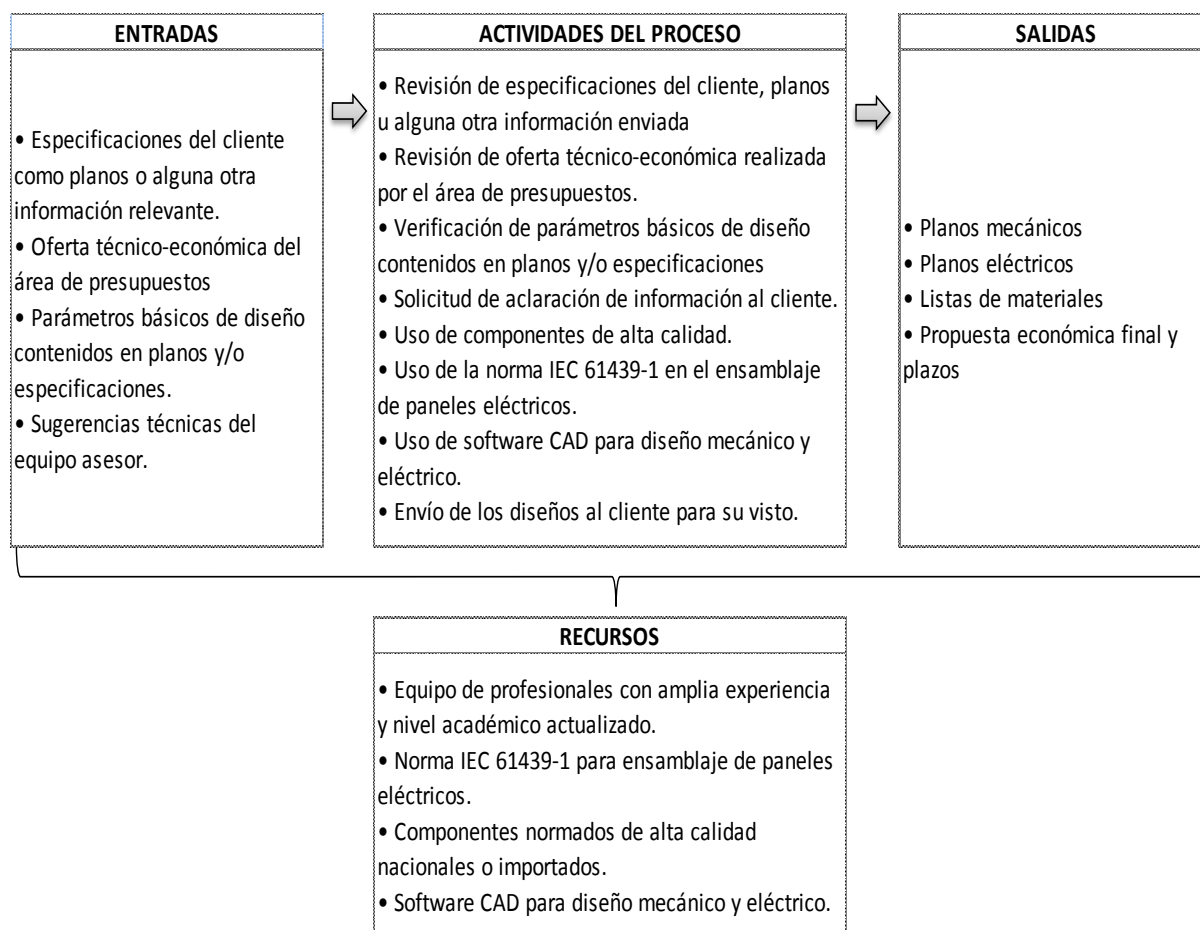 ENTRADAS
• Especificaciones del cliente
como planos o alguna otra
información relevante.
• Oferta técnico-económica del
área de presupuestos
• Parámetros básicos de diseño
contenidos en planos y/o
especificaciones.
• Sugerencias técnicas del
equipo asesor.
ACTIVIDADES DEL PROCESO
• Revisión de especificaciones del cliente, planos
u alguna otra información enviada
• Revisión de oferta técnico-económica realizada
por el área de presupuestos.
• Verificación de parámetros básicos de diseño
contenidos en planos y/o especificaciones
• Solicitud de aclaración de información al cliente.
• Uso de componentes de alta calidad.
• Uso de la norma IEC 61439-1 en el ensamblaje
de paneles eléctricos.
• Uso de software CAD para diseño mecánico y
eléctrico.
• Envío de los diseños al cliente para su visto.
SALIDAS
• Planos mecánicos
• Planos eléctricos
• Listas de materiales
• Propuesta económica final y
plazos
RECURSOS
• Equipo de profesionales con amplia experiencia
y nivel académico actualizado.
• Norma IEC 61439-1 para ensamblaje de paneles
eléctricos.
• Componentes normados de alta calidad
nacionales o importados.
• Software CAD para diseño mecánico y eléctrico.